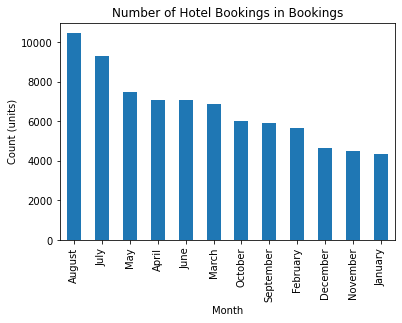 Number of Hotel Bookings in Bookings
Count (units)
10000
8000
6000
4000
2000
0
August
July
May
April
June
March
October
September
February
December
November
January
Month